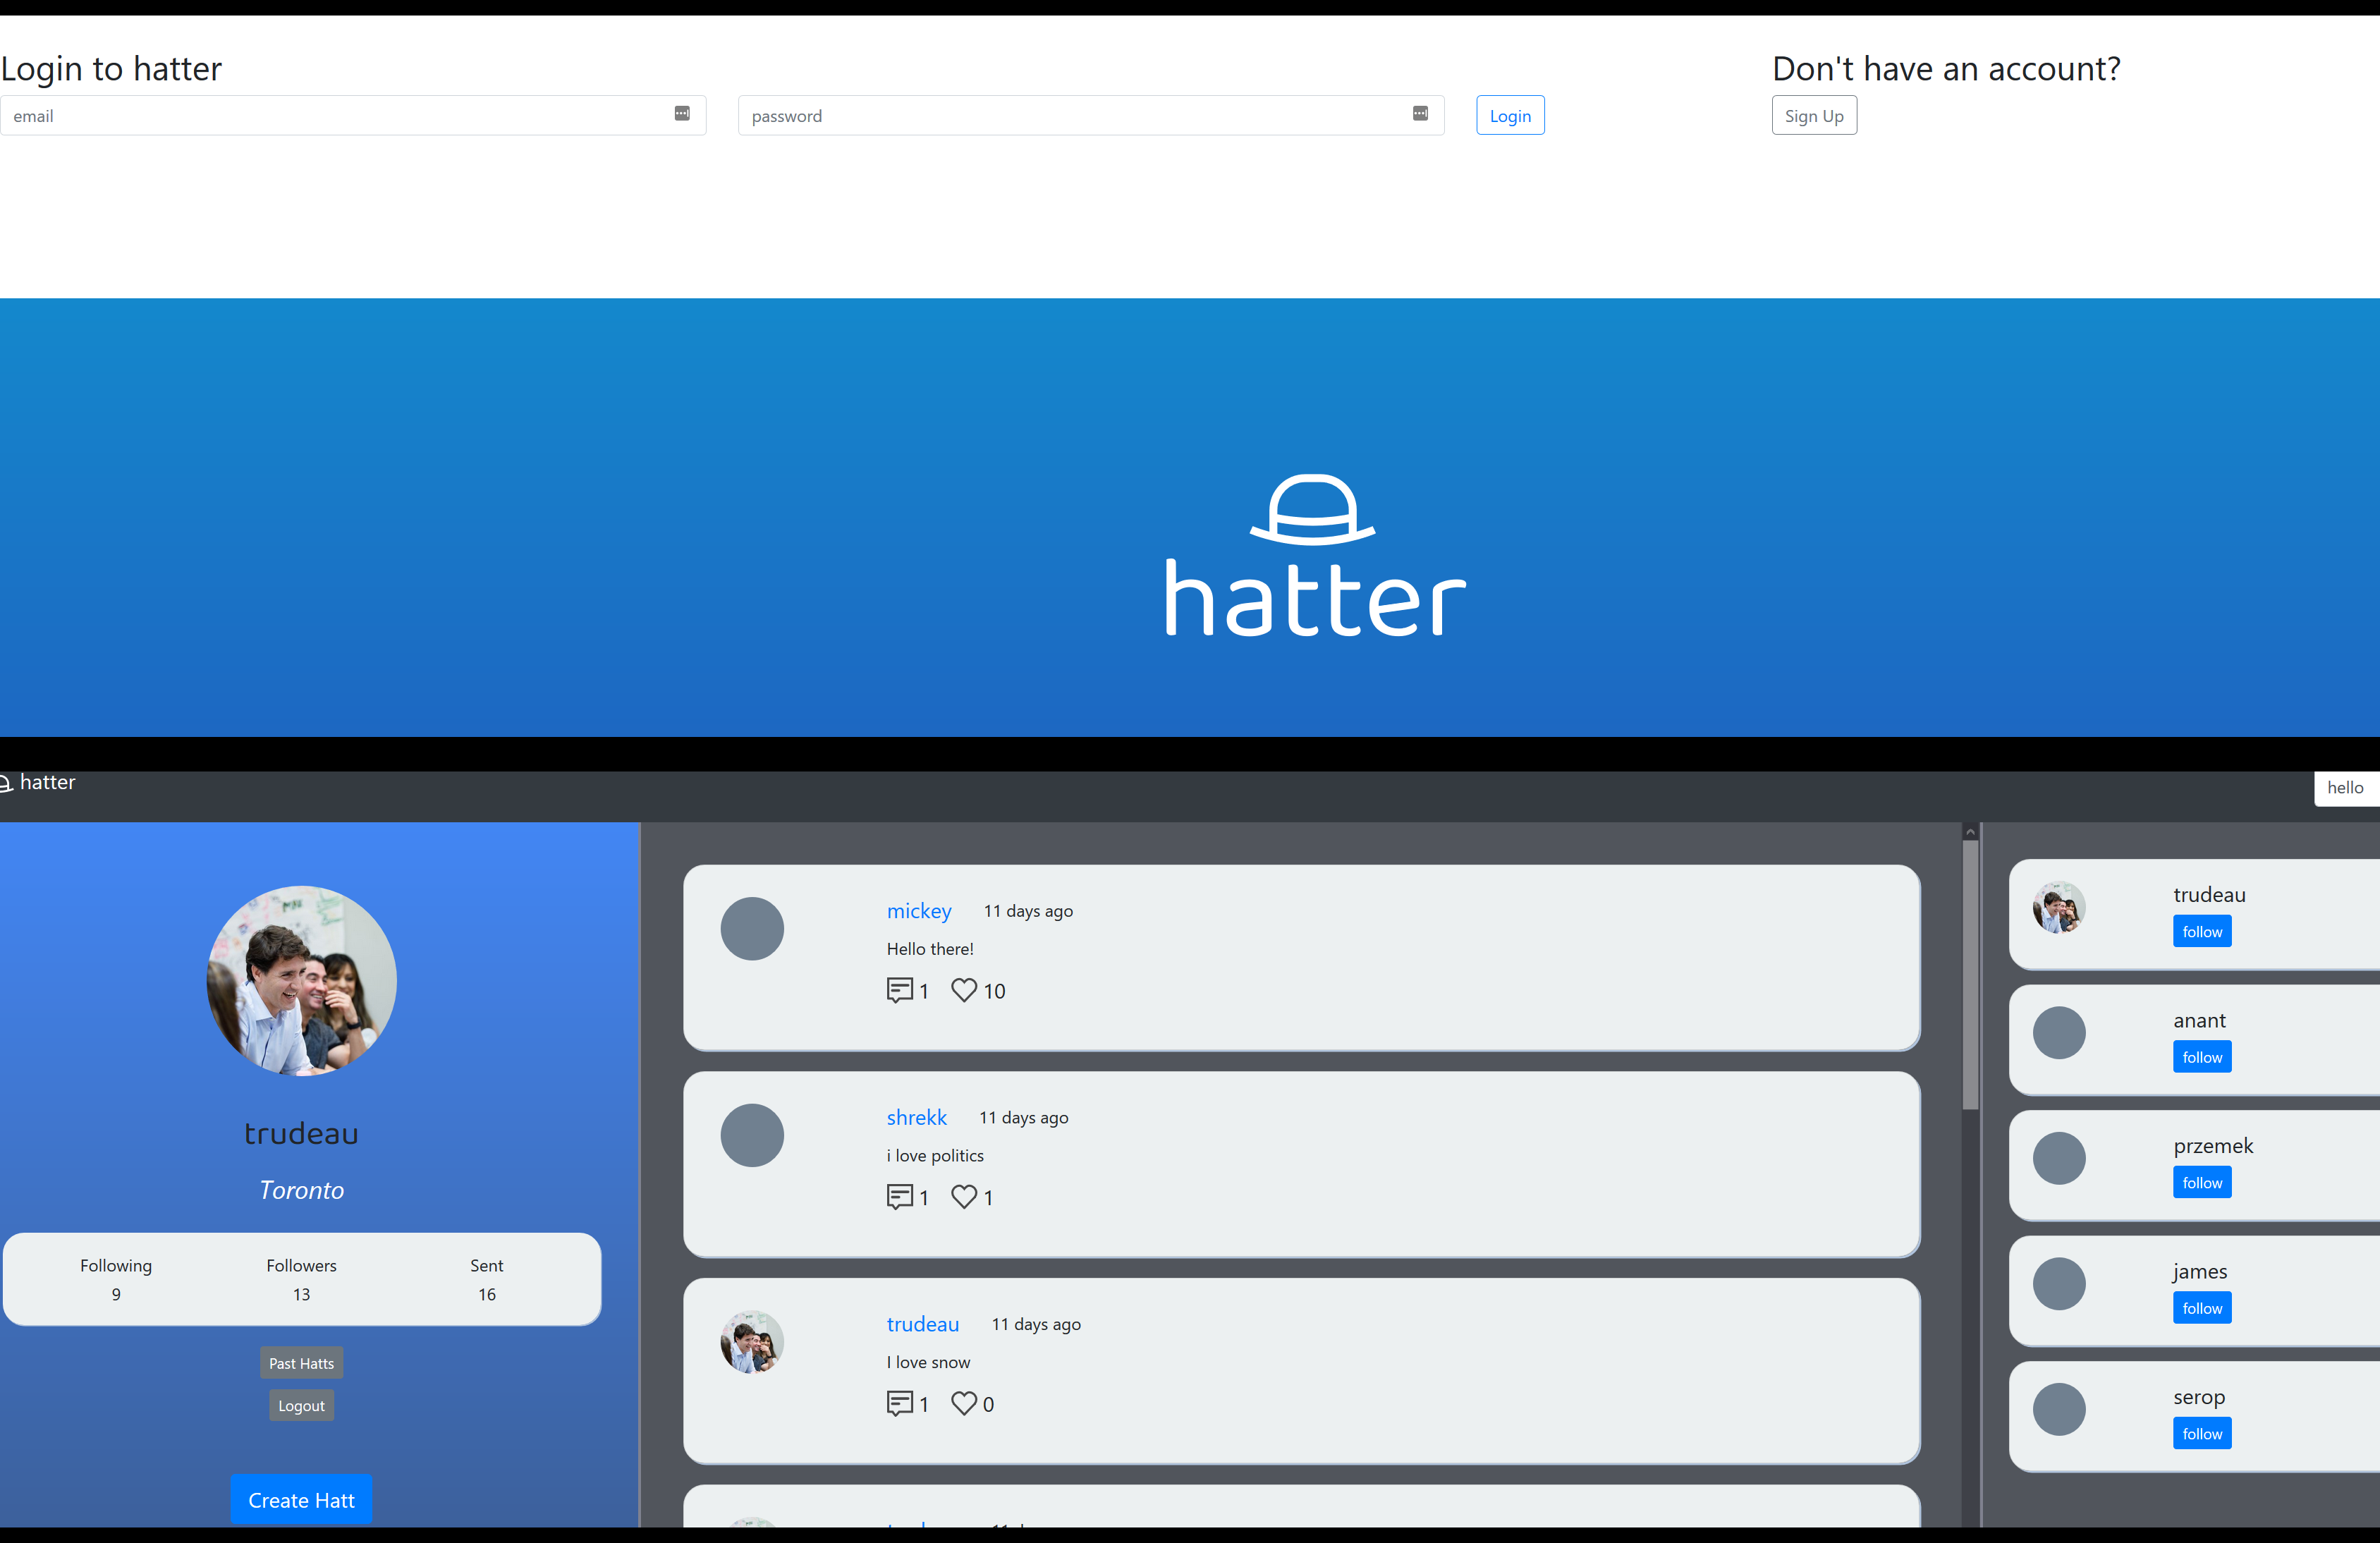 Login to hatter
Don't have an account?
email
password
Login
Sign Up
hatter
hatter
hello
trudeau
Toronto
Following
Followers
Sent
9
13
16
Past Hatts
Logout
Create Hatt
mickey 11 days ago
Hello there!
1 10
shrekk 11 days ago
i love politics
1 1
trudeau 11 days ago
I love snow
1 0
trudeau
follow
anant
follow
przemek
follow
james
follow
serop
follow